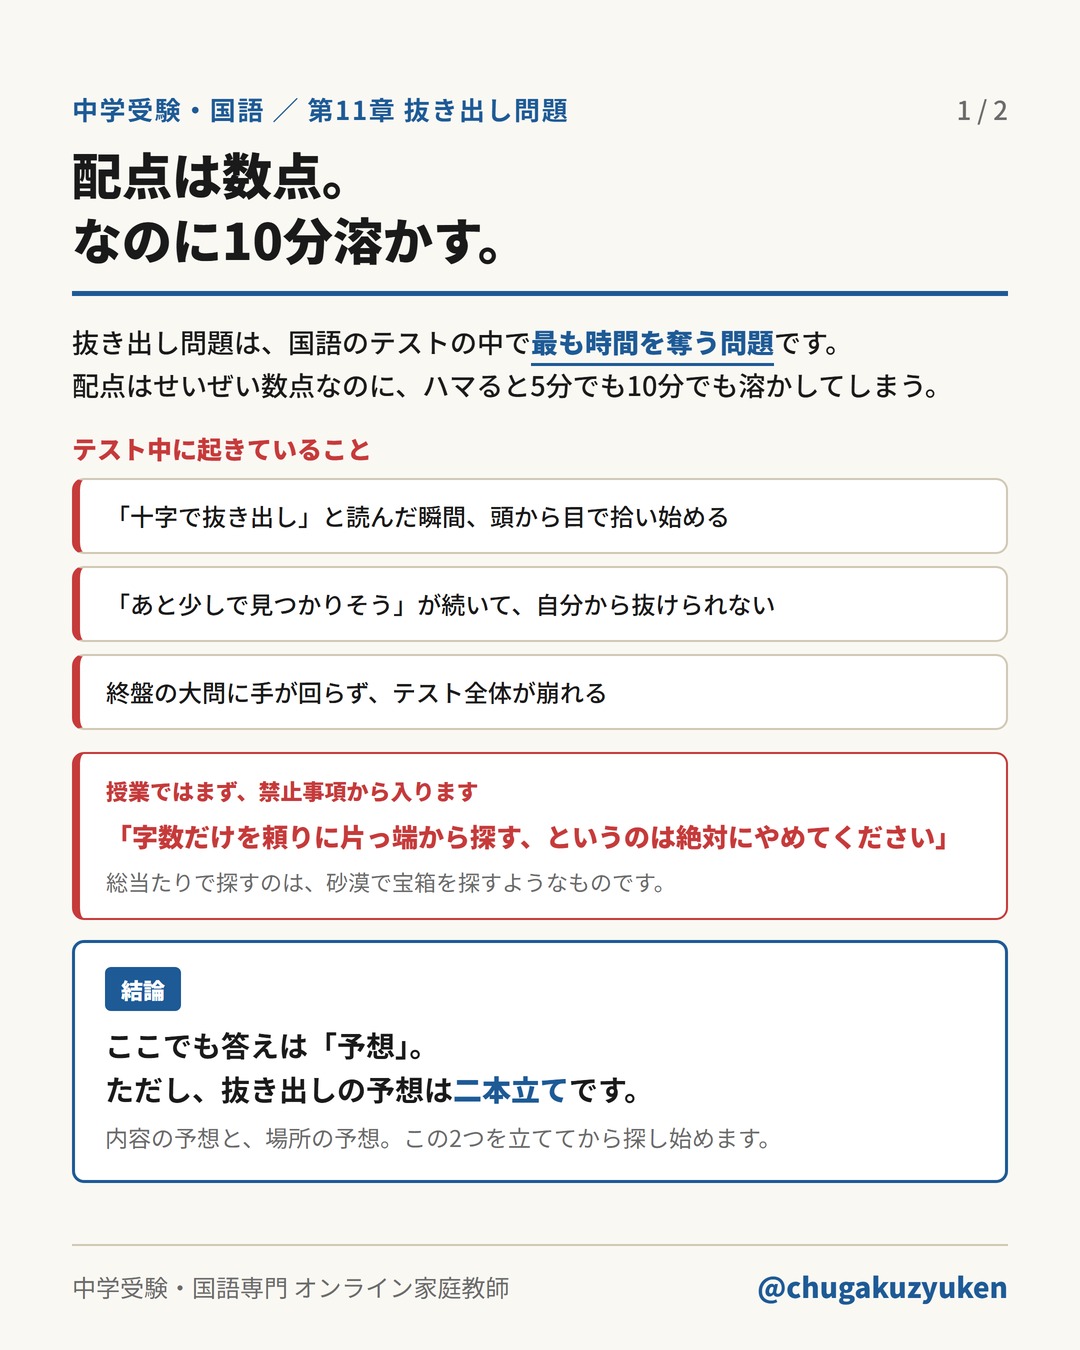 中学受験・国語 ／ 第11章 抜き出し問題
1 / 2
配点は数点。
なのに10分溶かす。
抜き出し問題は、国語のテストの中で最も時間を奪う問題です。
配点はせいぜい数点なのに、ハマると5分でも10分でも溶かしてしまう。
テスト中に起きていること
「十字で抜き出し」と読んだ瞬間、頭から目で拾い始める
「あと少しで見つかりそう」が続いて、自分から抜けられない
終盤の大問に手が回らず、テスト全体が崩れる
授業ではまず、禁止事項から入ります
「字数だけを頼りに片っ端から探す、というのは絶対にやめてください」
総当たりで探すのは、砂漠で宝箱を探すようなものです。
結論
ここでも答えは「予想」。
ただし、抜き出しの予想は二本立てです。
内容の予想と、場所の予想。この2つを立ててから探し始めます。
中学受験・国語専門 オンライン家庭教師
@chugakuzyuken